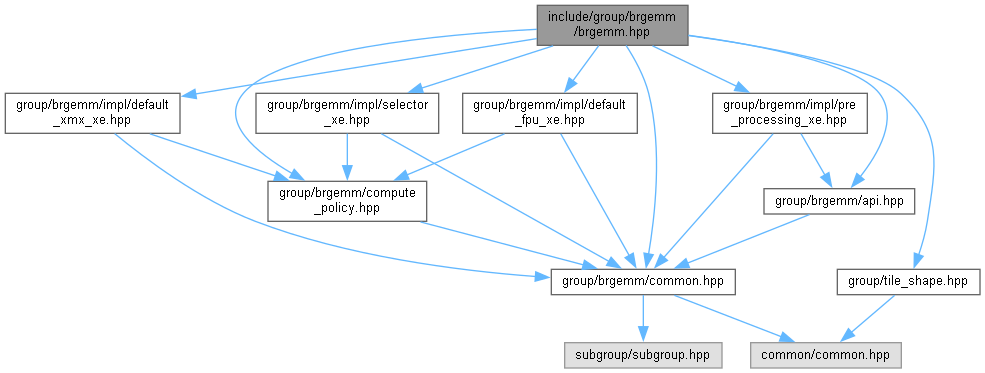 include/group/brgemm
/brgemm.hpp
group/brgemm/impl/default
_xmx_xe.hpp
group/brgemm/impl/selector
_xe.hpp
group/brgemm/impl/default
_fpu_xe.hpp
group/brgemm/impl/pre
_processing_xe.hpp
group/brgemm/compute
_policy.hpp
group/brgemm/api.hpp
group/brgemm/common.hpp
group/tile_shape.hpp
subgroup/subgroup.hpp
common/common.hpp